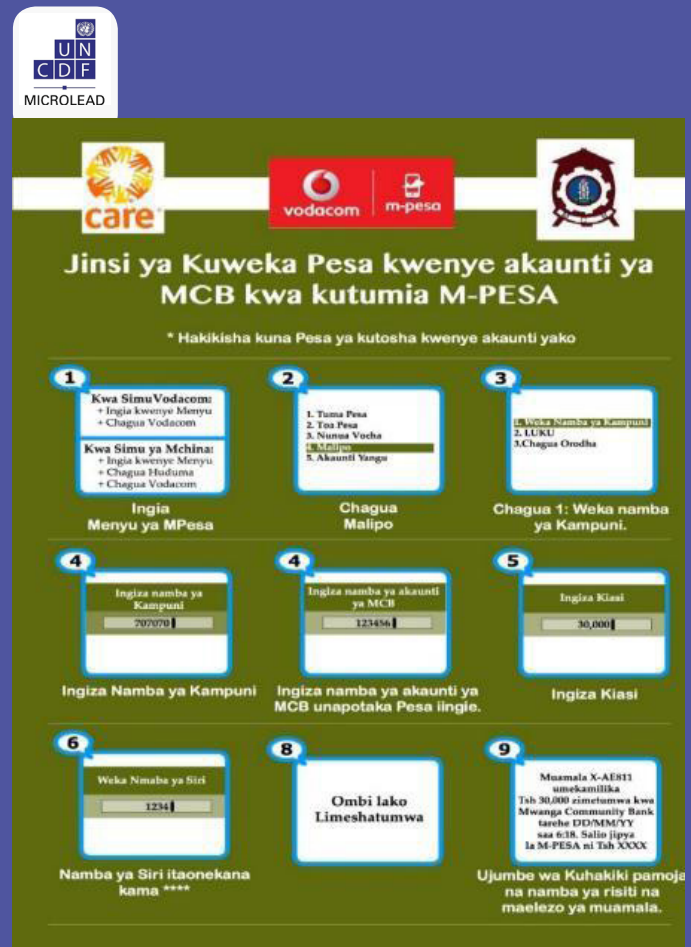 UN
CDF
MICROLEAD
care
vodacom
m-pesa
Jinsi ya Kuweka Pesa kwenye akaunti ya
MCB kwa kutumia M-PESA
* Hakikisha kuna Pesa ya kutosha kwenye akaunti yako
1
Kwa SimuVodacom:
+ Ingia kwenye Menyu
+ Chagua Vodacom
Kwa Simu ya Mchina:
+ Ingia kwenye Menyu
+ Chagua Huduma
+ Chagua Vodacom
Ingia
Menyu ya MPesa
2
1. Tuma Pesa
2. Toa Pesa
3. Nunua Vocha
4. Malipo
5. Akaunti Yangu
Chagua
Malipo
3
1. Weka Namba ya Kampuni
2. LUKU
3.Chagua Orodha
Chagua 1: Weka namba
ya Kampuni.
4
Ingiza namba ya
Kampuni
707070
Ingiza Namba ya Kampuni
4
Ingiza namba ya akaunti
ya MCB
123456
Ingiza namba ya akaunti ya
MCB unapotaka Pesa iingie.
5
Ingiza Kiasi
30,000
Ingiza Kiasi
6
Weka Nmaba ya Siri
1234
Namba ya Siri itaonekana
kama ****
8
Ombi lako
Limeshatumwa
9
Muamala X-AE811
umekamilika
Tsh 30,000 zimetumwa kwa
Mwanga Community Bank
tarehe DD/MM/YY
saa 6:18. Salio jipya
la M-PESA ni Tsh XXXX
Ujumbe wa Kuhakiki pamoja
na namba ya risiti na
maelezo ya muamala.